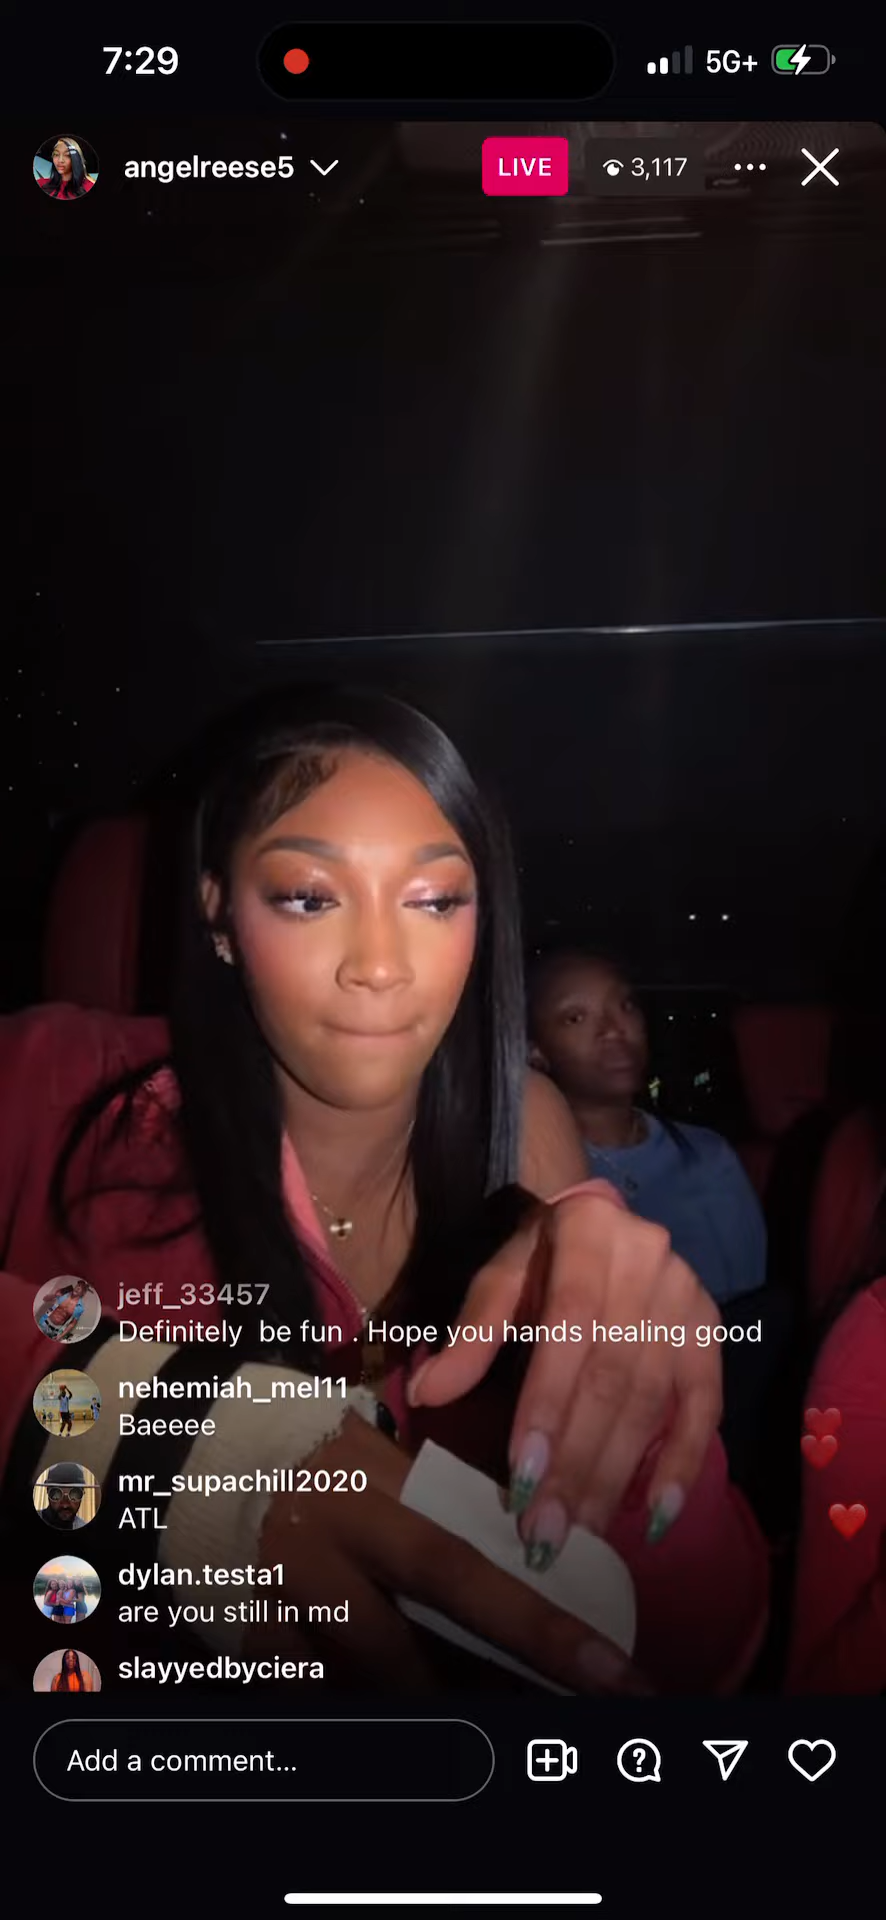 7:29
5G+
angelreese5
LIVE
3,117
jeff_33457
Definitely be fun . Hope you hands healing good
nehemiah_mel11
Baeeee
mr_supachill2020
ATL
dylan.testa1
are you still in md
slayyedbyciera
Add a comment...